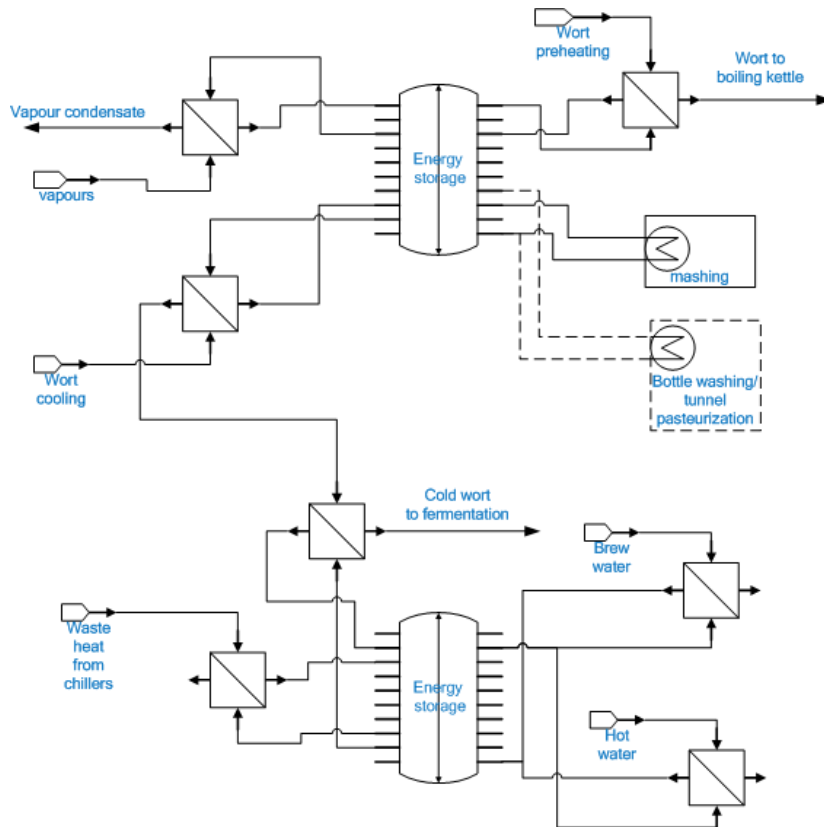 Wort
preheating
Wort to
boiling kettle
Vapour condensate
Energy
storage
vapours
mashing
Wort
cooling
Bottle washing/
tunnel
pasteurization
Cold wort
to fermentation
Brew
water
Waste
heat
from
chillers
Energy
storage
Hot
water